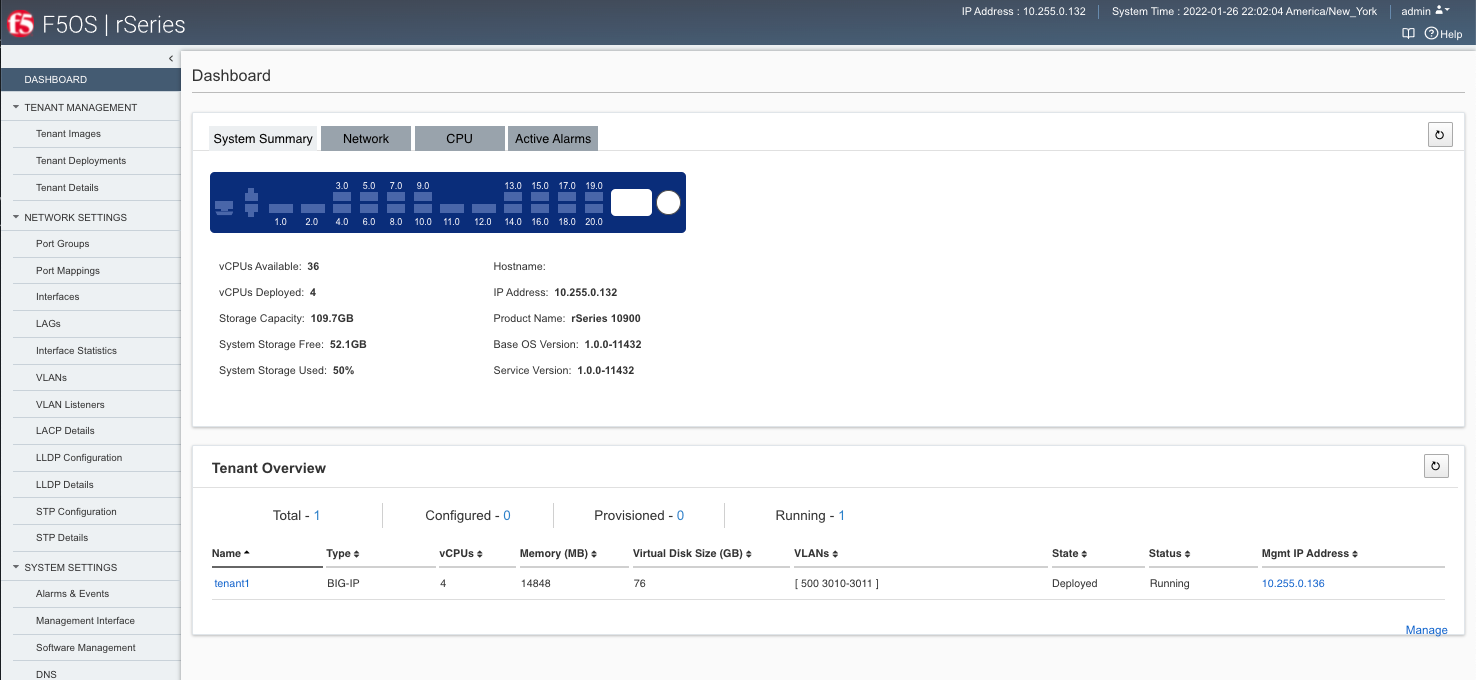 f5 F5OS | rSeries
IP Address : 10.255.0.132 System Time : 2022-01-26 22:02:04 America/New_York admin
Help
DASHBOARD
TENANT MANAGEMENT
Tenant Images
Tenant Deployments
Tenant Details
NETWORK SETTINGS
Port Groups
Port Mappings
Interfaces
LAGs
Interface Statistics
VLANs
VLAN Listeners
LACP Details
LLDP Configuration
LLDP Details
STP Configuration
STP Details
SYSTEM SETTINGS
Alarms & Events
Management Interface
Software Management
DNS
Dashboard
System Summary Network CPU Active Alarms
3.0 5.0 7.0 9.0 13.0 15.0 17.0 19.0
1.0 2.0 4.0 6.0 8.0 10.0 11.0 12.0 14.0 16.0 18.0 20.0
vCPUs Available: 36
vCPUs Deployed: 4
Storage Capacity: 109.7GB
System Storage Free: 52.1GB
System Storage Used: 50%
Hostname:
IP Address: 10.255.0.132
Product Name: rSeries 10900
Base OS Version: 1.0.0-11432
Service Version: 1.0.0-11432
Tenant Overview
Total - 1 Configured - 0 Provisioned - 0 Running - 1
Name Type vCPUs Memory (MB) Virtual Disk Size (GB) VLANs State Status Mgmt IP Address
tenant1 BIG-IP 4 14848 76 [ 500 3010-3011 ] Deployed Running 10.255.0.136
Manage